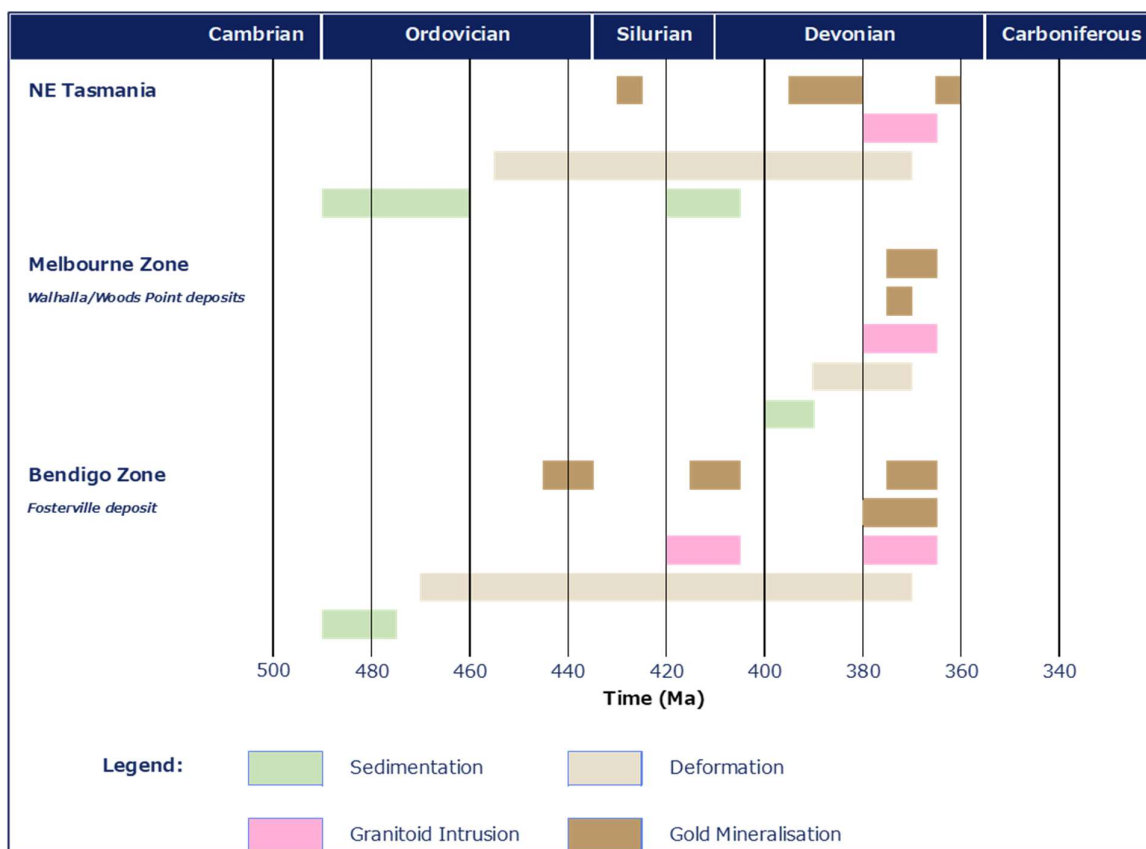 Cambrian Ordovician Silurian Devonian Carboniferous
NE Tasmania
Melbourne Zone
Walhalla/Woods Point deposits
Bendigo Zone
Fosterville deposit
500 480 460 440 420 400 380 360 340
Time (Ma)
Legend:
Sedimentation Deformation
Granitoid Intrusion Gold Mineralisation